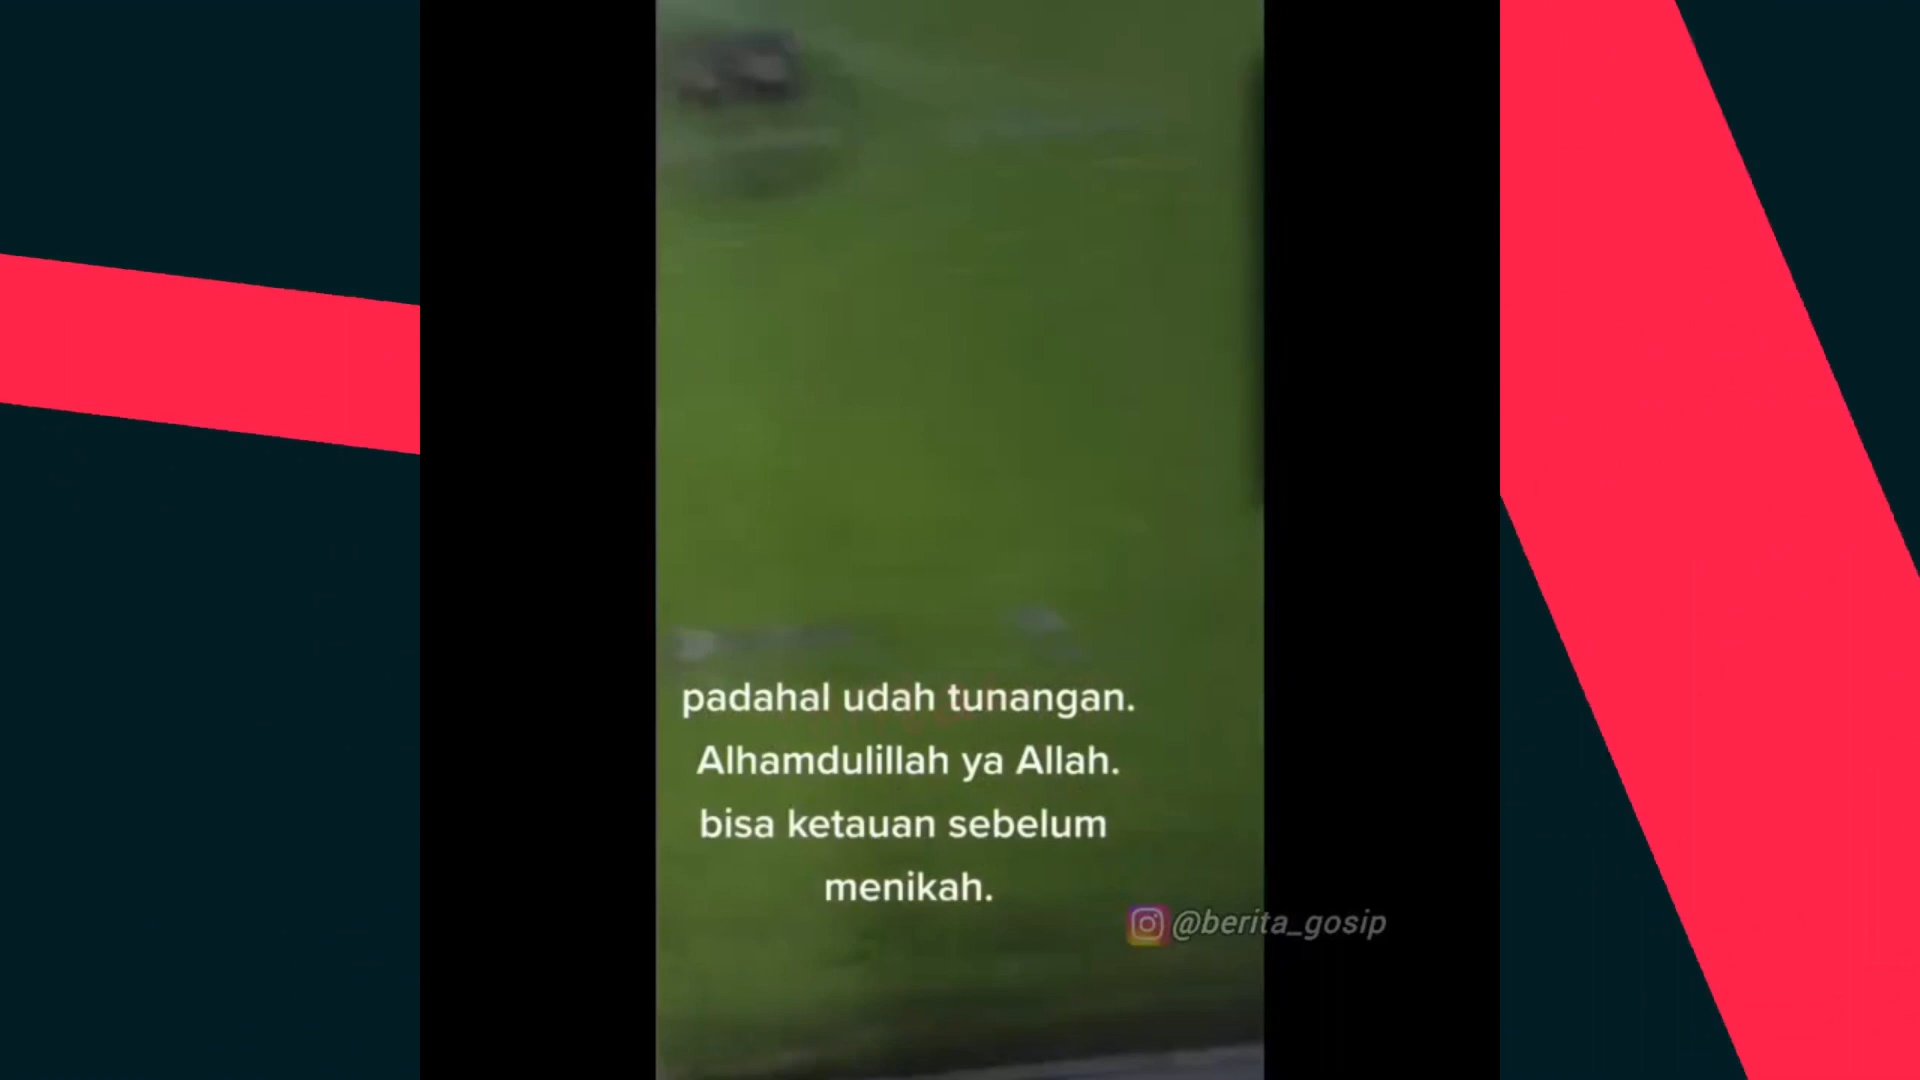 padahal udah tunangan.
Alhamdulillah ya Allah.
bisa ketauan sebelum
menikah.
@berita_gosip